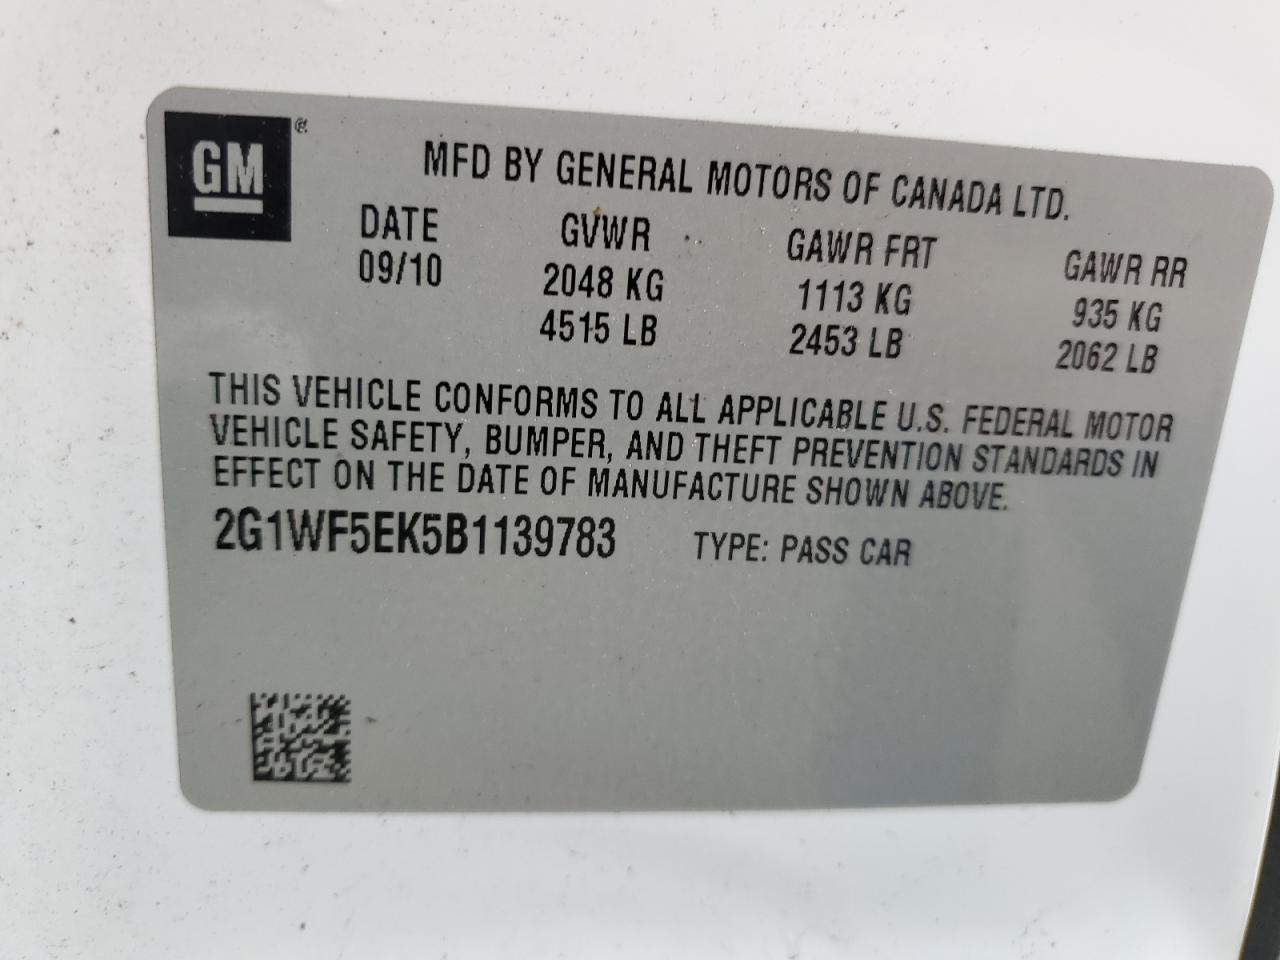 GM®
MFD BY GENERAL MOTORS OF CANADA LTD.
DATE GVWR GAWR FRT GAWR RR
09/10 2048 KG 1113 KG 935 KG
4515 LB 2453 LB 2062 LB
THIS VEHICLE CONFORMS TO ALL APPLICABLE U.S. FEDERAL MOTOR
VEHICLE SAFETY, BUMPER, AND THEFT PREVENTION STANDARDS IN
EFFECT ON THE DATE OF MANUFACTURE SHOWN ABOVE.
2G1WF5EK5B1139783 TYPE: PASS CAR